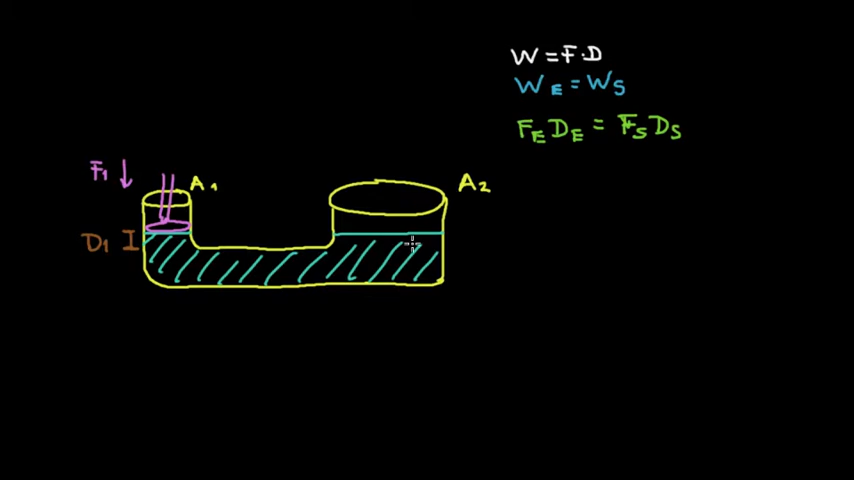 W = F·D
W_E = W_S
F_E D_E = F_S D_S
F₁ ↓
A₁
A₂
D₁